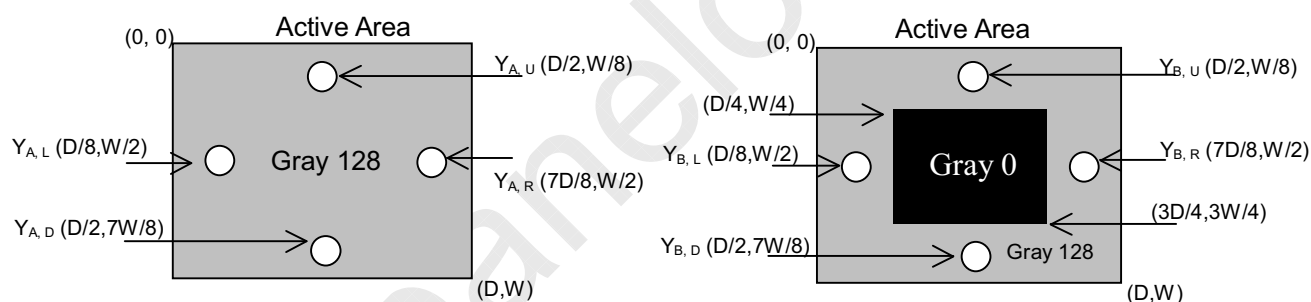 Active Area
(0, 0)
YA, U (D/2,W/8)
YA, L (D/8,W/2)
Gray 128
YA, R (7D/8,W/2)
YA, D (D/2,7W/8)
(D,W)
Active Area
(0, 0)
YB, U (D/2,W/8)
(D/4,W/4)
YB, L (D/8,W/2)
Gray 0
YB, R (7D/8,W/2)
(3D/4,3W/4)
YB, D (D/2,7W/8)
Gray 128
(D,W)